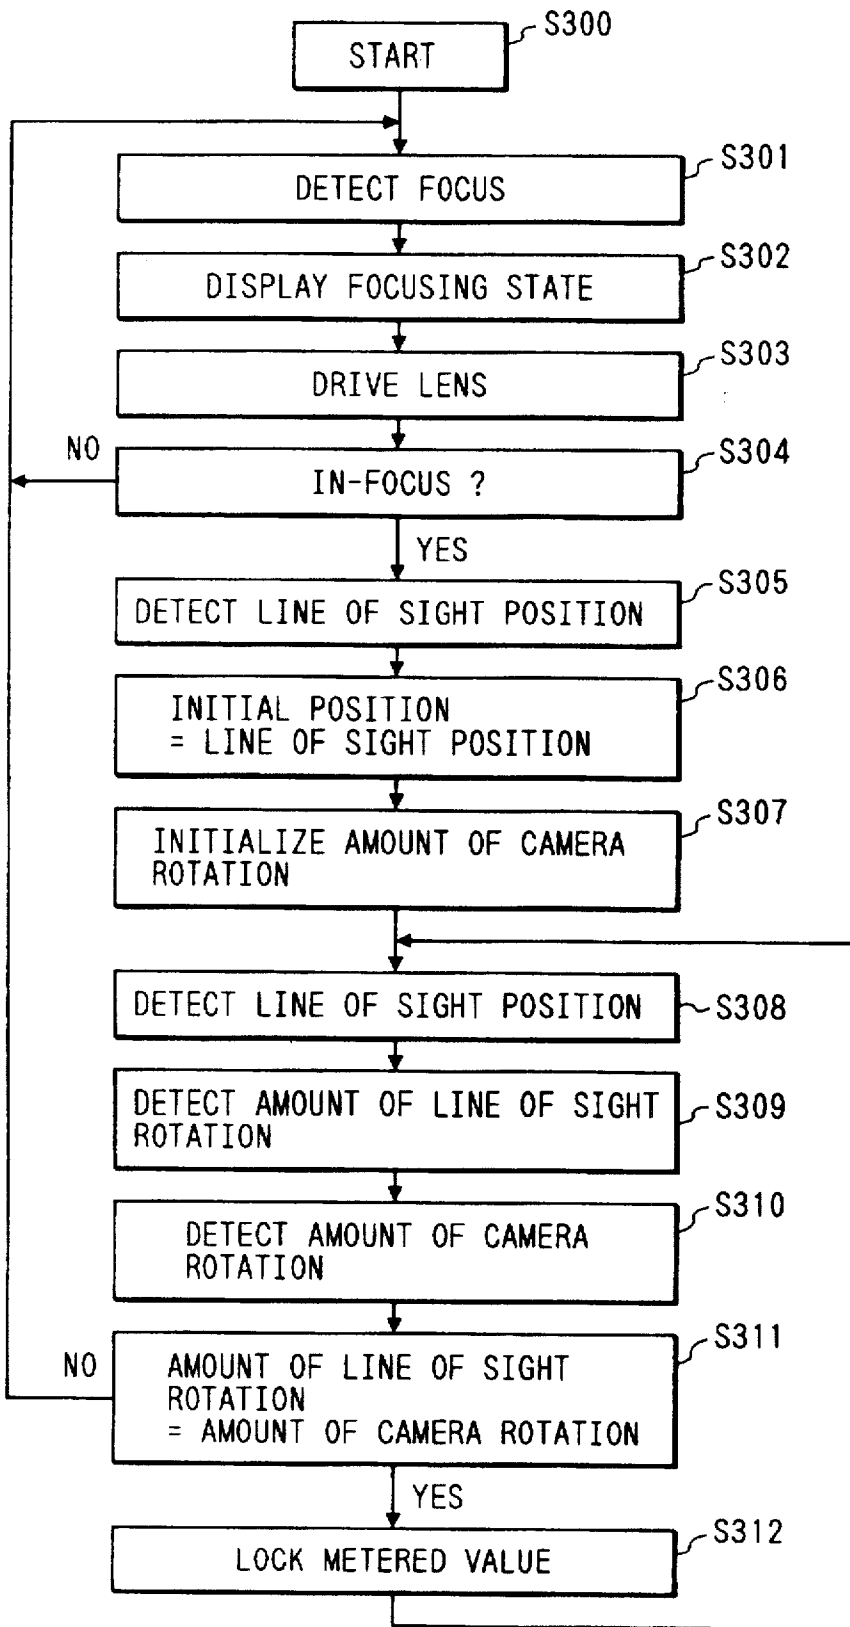 START
S300
DETECT FOCUS
S301
DISPLAY FOCUSING STATE
S302
DRIVE LENS
S303
NO
IN-FOCUS ?
S304
YES
DETECT LINE OF SIGHT POSITION
S305
INITIAL POSITION
= LINE OF SIGHT POSITION
S306
INITIALIZE AMOUNT OF CAMERA
ROTATION
S307
DETECT LINE OF SIGHT POSITION
S308
DETECT AMOUNT OF LINE OF SIGHT
ROTATION
S309
DETECT AMOUNT OF CAMERA
ROTATION
S310
NO
AMOUNT OF LINE OF SIGHT
ROTATION
= AMOUNT OF CAMERA ROTATION
S311
YES
LOCK METERED VALUE
S312